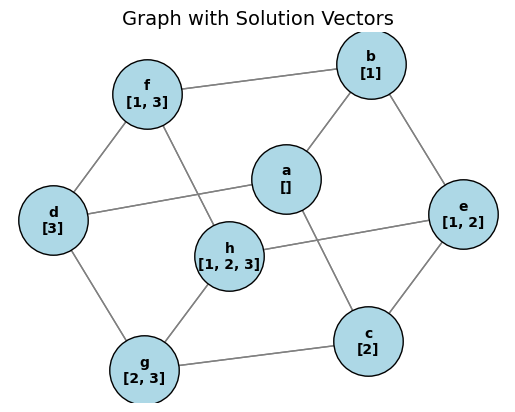 Graph with Solution Vectors
b
[1]
f
[1, 3]
a
[]
e
[1, 2]
d
[3]
h
[1, 2, 3]
c
[2]
g
[2, 3]